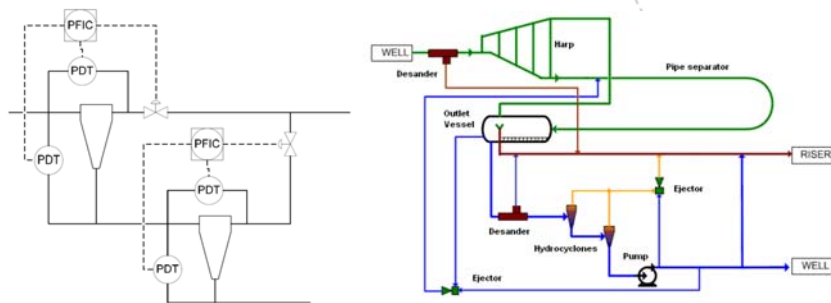 PFIC
PDT
PDT
PFIC
PDT
PDT
WELL
Desander
Harp
Pipe separator
Outlet
Vessel
RISER
Ejector
Desander
Hydrocyclones
Pump
WELL
Ejector